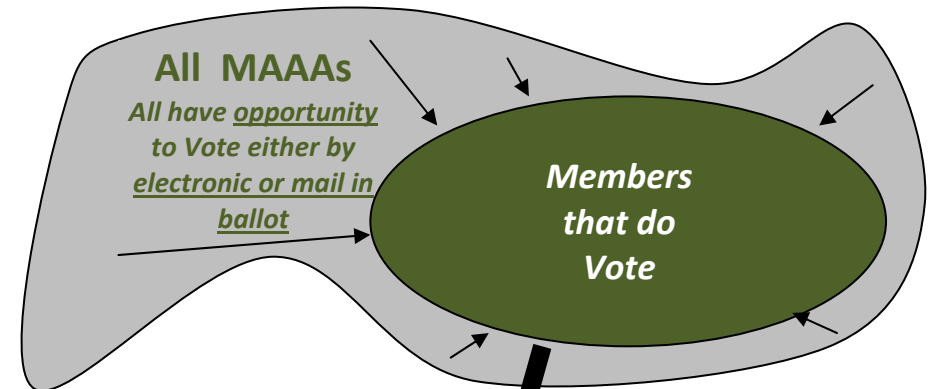 All MAAAs
All have opportunity
to Vote either by
electronic or mail in
ballot
Members
that do
Vote